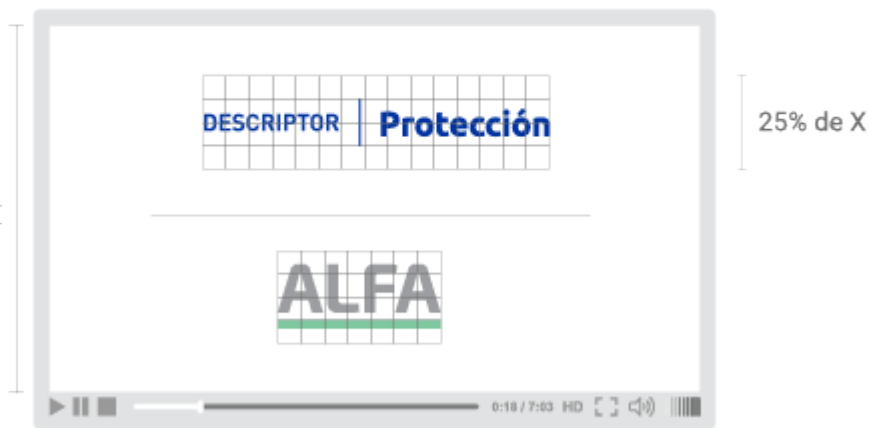 DESCRIPTOR | Protección
25% de X
ALFA
0:18 / 7:03 HD